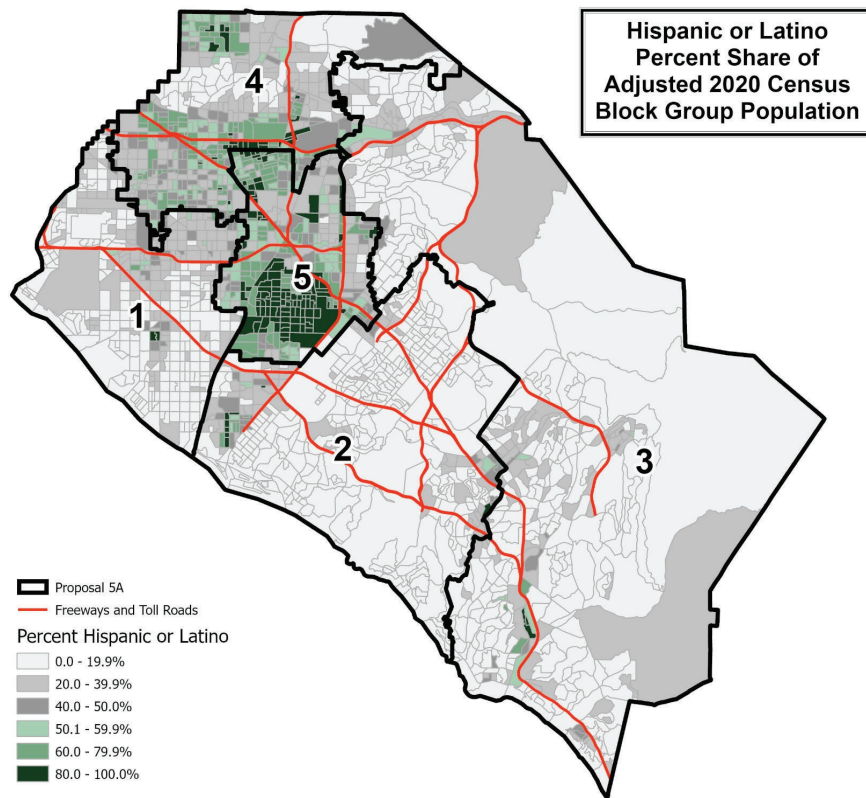 Hispanic or Latino
Percent Share of
Adjusted 2020 Census
Block Group Population
4
5
1
2
3
Proposal 5A
Freeways and Toll Roads
Percent Hispanic or Latino
0.0 - 19.9%
20.0 - 39.9%
40.0 - 50.0%
50.1 - 59.9%
60.0 - 79.9%
80.0 - 100.0%